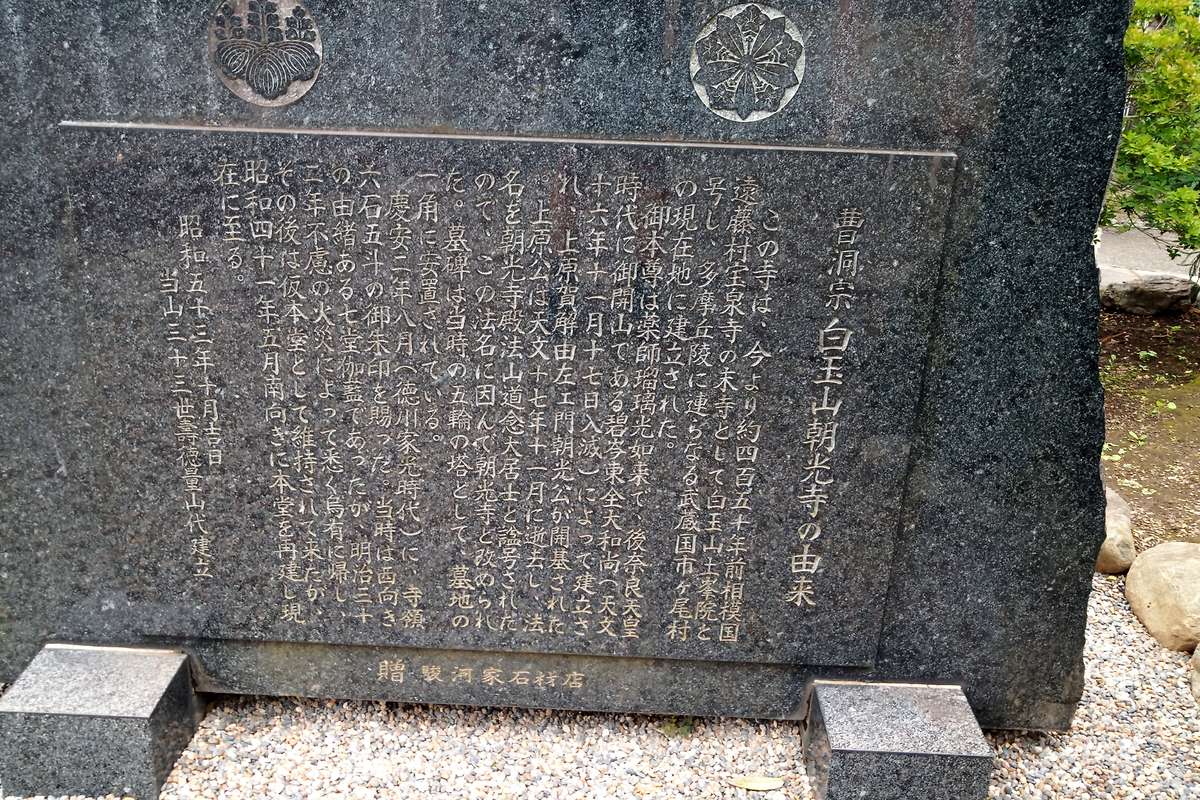 曹洞宗 白玉山朝光寺の由来
この寺は、今より約四百五十年前相模国
遠藤村宝泉寺の末寺として白玉山土峯院と
号し、多摩丘陵に連らなる武蔵国市ヶ尾村
の現在地に建立された。
御本尊は薬師瑠璃光如来で、後奈良天皇
時代に御開山である碧岑東全大和尚(天文
十六年十一月十七日入滅)によって建立さ
れ、上原賀解由左エ門朝光公が開基された
。上原公は天文十七年十一月に逝去し、法
名を朝光寺殿法山道念大居士と謚号された
ので、この法名に因んで朝光寺と改められ
た。墓碑は当時の五輪の塔として、墓地の
一角に安置されている。
慶安二年八月(徳川家光時代)に、寺領
六石五斗の御朱印を賜った。当時は西向き
の由緒ある七堂伽藍であったが、明治三十
三年不慮の火災によって悉く烏有に帰し、
その後は仮本堂として維持されて来たが、
昭和四十一年五月南向きに本堂を再建し現
在に至る。
昭和五十三年十月吉日
当山三十三世壽徳量山代建立
贈 駿河家石材店